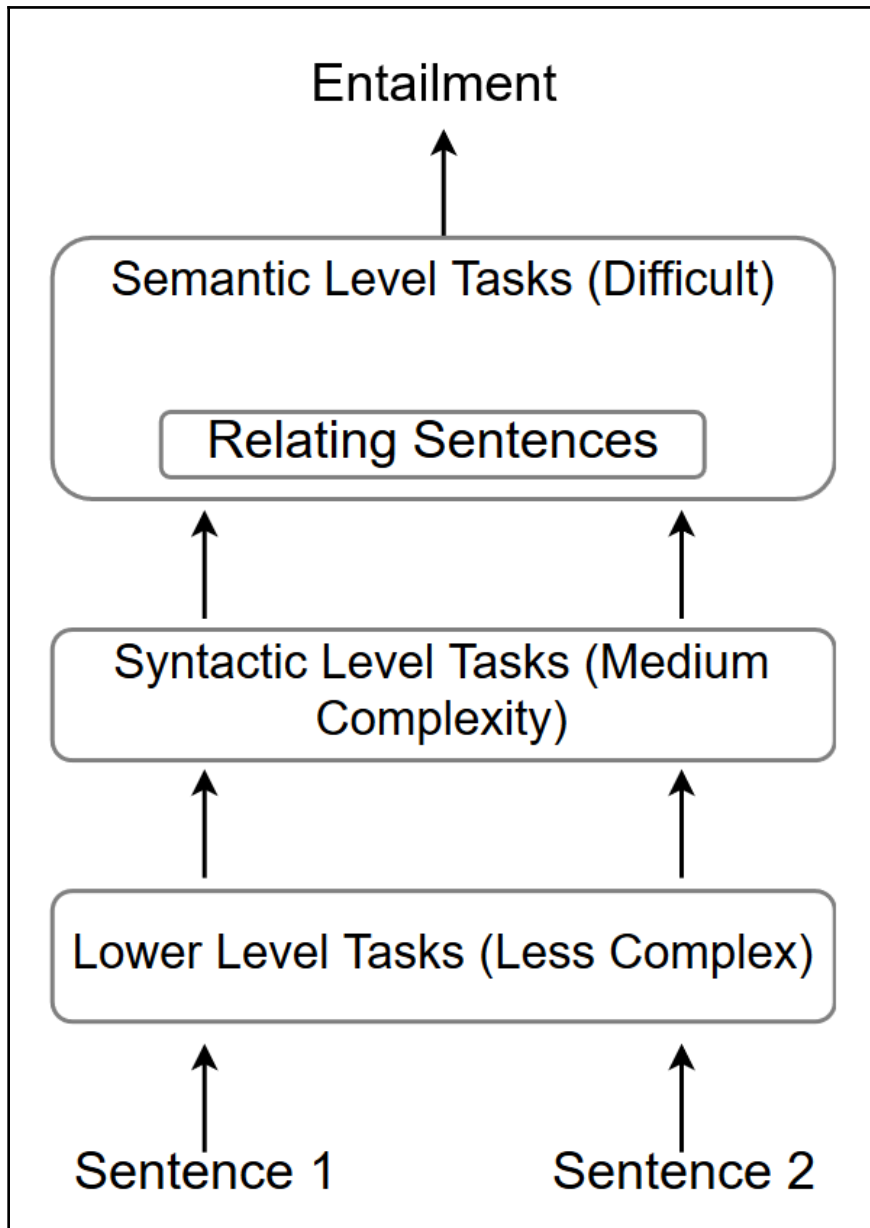 Entailment
Semantic Level Tasks (Difficult)
Relating Sentences
Syntactic Level Tasks (Medium
Complexity)
Lower Level Tasks (Less Complex)
Sentence 1
Sentence 2